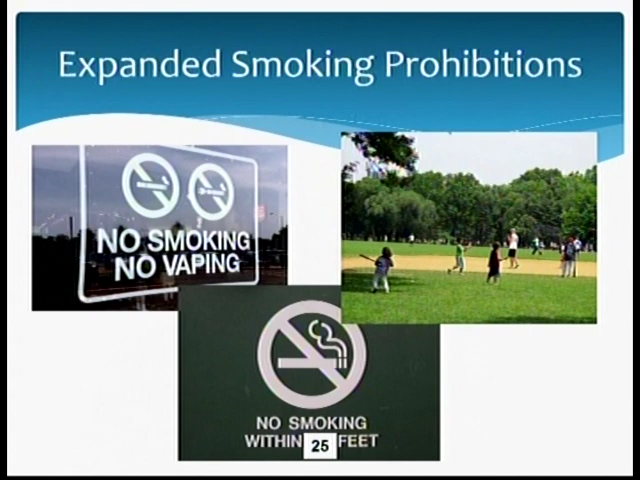 Expanded Smoking Prohibitions
NO SMOKING
NO VAPING
NO SMOKING
WITHIN 25 FEET